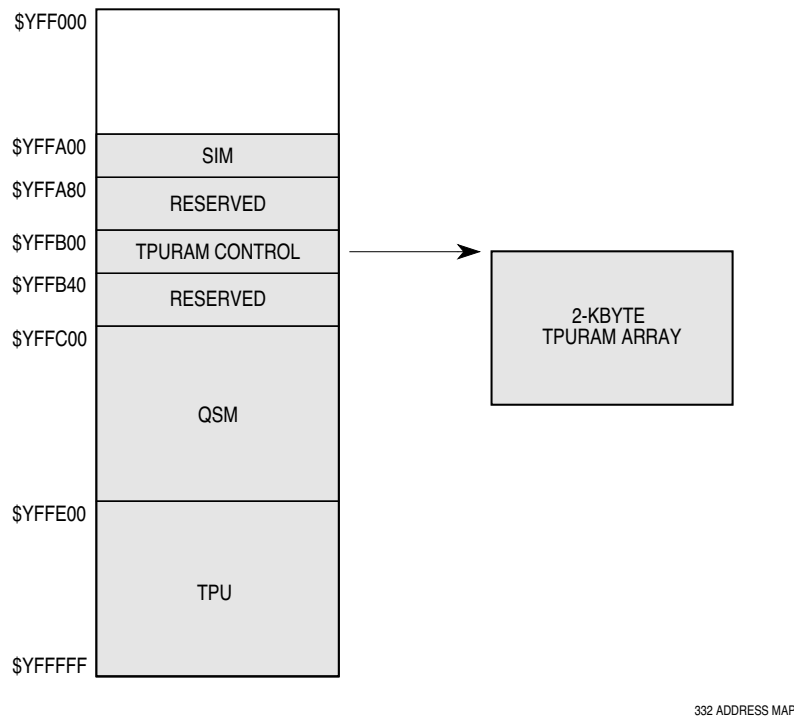 $YFF000
$YFFA00
SIM
$YFFA80
RESERVED
$YFFB00
TPURAM CONTROL
$YFFB40
RESERVED
2-KBYTE
TPURAM ARRAY
$YFFC00
QSM
$YFFE00
TPU
$YFFFFF
332 ADDRESS MAP